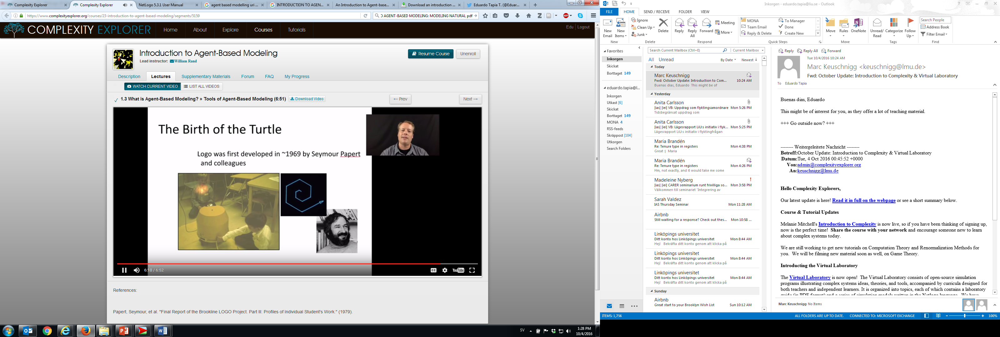 Complexity Explorer
Complexity Explorer
NetLogo 5.3.1 User Manual
agent based modelling uri ...
INTRODUCTION TO AGEN...
An Introduction to Agent-base...
Download an introduction ...
Eduardo Tapia T. (@Eduar...
https://www.complexityexplorer.org/courses/23-introduction-to-agent-based-modeling/segments/5159
AGENT-BASED MODELING: MODELING NATURAL pdf
COMPLEXITY EXPLORER
Home
About
Explore
Courses
Tutorials
Edu
Logout
Introduction to Agent-Based Modeling
Lead instructor: William Rand
Resume Course
Unenroll
Description
Lectures
Supplementary Materials
Forum
FAQ
My Progress
WATCH CURRENT VIDEO
LIST ALL VIDEOS
1.3 What is Agent-Based Modeling? » Tools of Agent-Based Modeling (6:51)
Download Video
← Prev
Next →
The Birth of the Turtle
Logo was first developed in ~1969 by Seymour Papert
and colleagues
6:10 / 6:52
CC
YouTube
References:
Papert, Seymour, et al. "Final Report of the Brookline LOGO Project. Part III: Profiles of Individual Student's Work." (1979).
SV
1:28 PM
10/4/2016
Inkorgen - eduardo.tapia@liu.se - Outlook
FILE
HOME
SEND / RECEIVE
FOLDER
VIEW
New Email
New Items
New
Ignore
Clean Up
Junk
Delete
Delete
Reply
Reply All
Forward
Meeting
More
Respond
MONA
Team Email
Reply & Delete
To Manager
Done
Create New
Quick Steps
Move
Rules
OneNote
Move
Unread/ Read
Categorize
Follow Up
Tags
Search People
Address Book
Filter Email
Find
Favorites
Inkorgen
Skickat
Borttaget 149
eduardo.tapia@l...
Inkorgen
Utkast [6]
Skickat
Borttaget 149
MONA 4
RSS-feeds
Skräppost [104]
Utkorgen
Search Folders
Search Current Mailbox (Ctrl+E)
Current Mailbox
All
Unread
By Date
Newest ↓
Today
Marc Keuschnigg
Fwd: October Update: Introduction to Com... 10:24 AM
Buenas dias, Eduardo This might be of
Yesterday
Anita Carlsson
[ias] [iei] VB: Uppdrag som flyktingsamordnare Mon 5:26 PM
Tidsbegränsat uppdrag som
Anita Carlsson
[ias] [iei] VB: Lägesrapport LiU:s initiativ i flyk... Mon 5:25 PM
Lägesrapport LiU:s initiativ i flyktingfrågan
Maria Brandén
Re: Tenure type in registers Mon 4:38 PM
Great :) Maria
Maria Brandén
Re: Tenure type in registers Mon 4:26 PM
Hm, not exactly, and it would take me some
Madeleine Nyberg
[ias] [iei] CARER seminarium runt frivilliga so... Mon 3:58 PM
Välkommen till seminariet "Integrering av
Sarah Valdez
IAS Thursday Seminar Mon 11:28 AM
Airbnb
Still waiting for a response? Check out thes... Mon 10:58 ...
Linköpings universitet
Ditt konto hos Linköpings universitet Mon 8:44 AM
Hej! Bekräfta ditt konto genom att klicka på
Linköpings universitet
Ditt konto hos Linköpings universitet Mon 8:44 AM
Hej! Bekräfta ditt konto genom att klicka på
Linköpings universitet
Ditt konto hos Linköpings universitet Mon 8:44 AM
Hej! Bekräfta ditt konto genom att klicka på
Sunday
Airbnb
Great start to your Brooklyn Wish List Sun 10:12 AM
Reply
Reply All
Forward
Tue 10/4/2016 10:24 AM
Marc Keuschnigg <keuschnigg@lmu.de>
Fwd: October Update: Introduction to Complexity & Virtual Laboratory
To Eduardo Tapia
Buenas dias, Eduardo
This might be of interest for you, as they offer a lot of teaching material.
+++ Go outside now? +++
-------- Weitergeleitete Nachricht --------
Betreff:October Update: Introduction to Complexity & Virtual Laboratory
Datum:Tue, 4 Oct 2016 00:45:52 +0000
Von:admin@complexityexplorer.org
An:keuschnigg@lmu.de
Hello Complexity Explorers,
Our latest update is here! Read it in full on the webpage or see a short summary below.
Course & Tutorial Updates
Melanie Mitchell's Introduction to Complexity is now live, so if you have been thinking of signing up,
now is the perfect time! Share the course with your network and encourage someone new to learn
about complex systems today.
We are still working to get new tutorials on Computation Theory and Renormalization Methods for
you. We will be filming new material soon as well, on Game Theory.
Introducing the Virtual Laboratory
The Virtual Laboratory is now open! The Virtual Laboratory consists of open-source simulation
programs illustrating complex systems ideas, theories, and tools, accompanied by curricula designed for
both teachers and independent learners. It is organized into topics, each of which contains a laboratory
guide (in PDF format) and a series of simulation models written in the Netlogo language. We have
Marc Keuschnigg No Items
ITEMS: 1,756
ALL FOLDERS ARE UP TO DATE.
CONNECTED TO: MICROSOFT EXCHANGE
100%